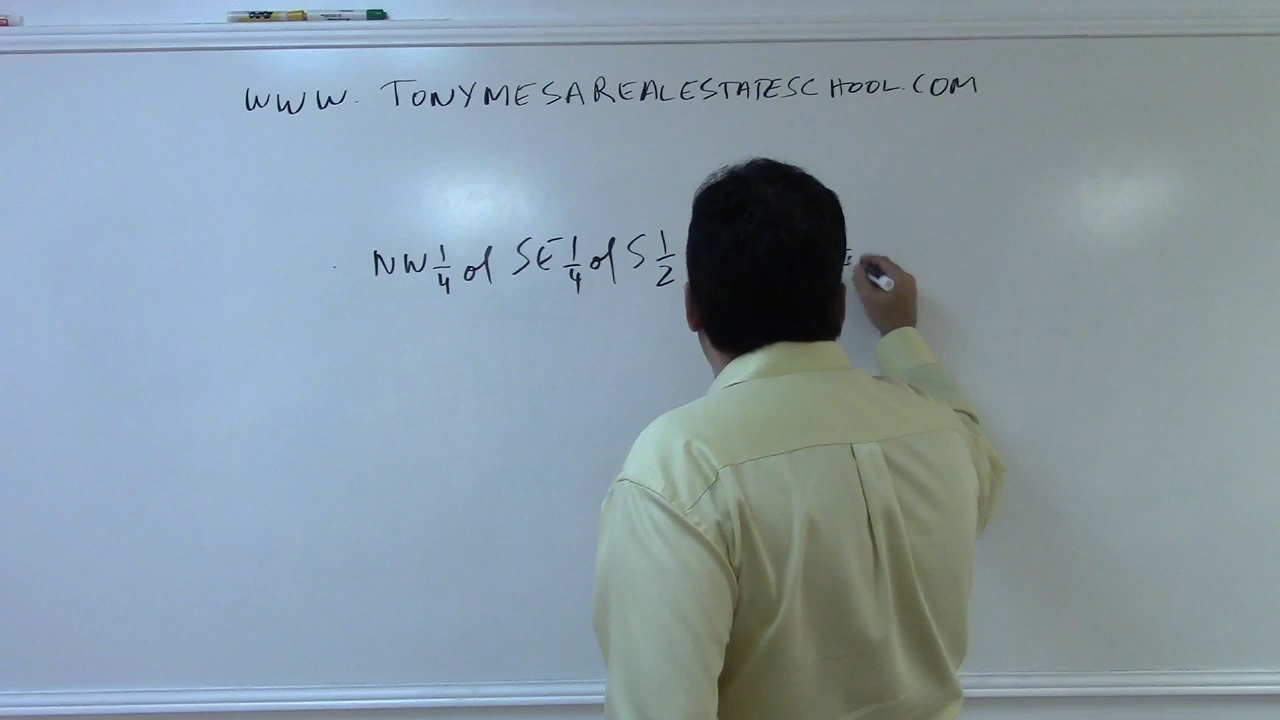 WWW. TONYMESAREALESTATESCHOOL.COM
NW 1/4 of SE 1/4 of S 1/2